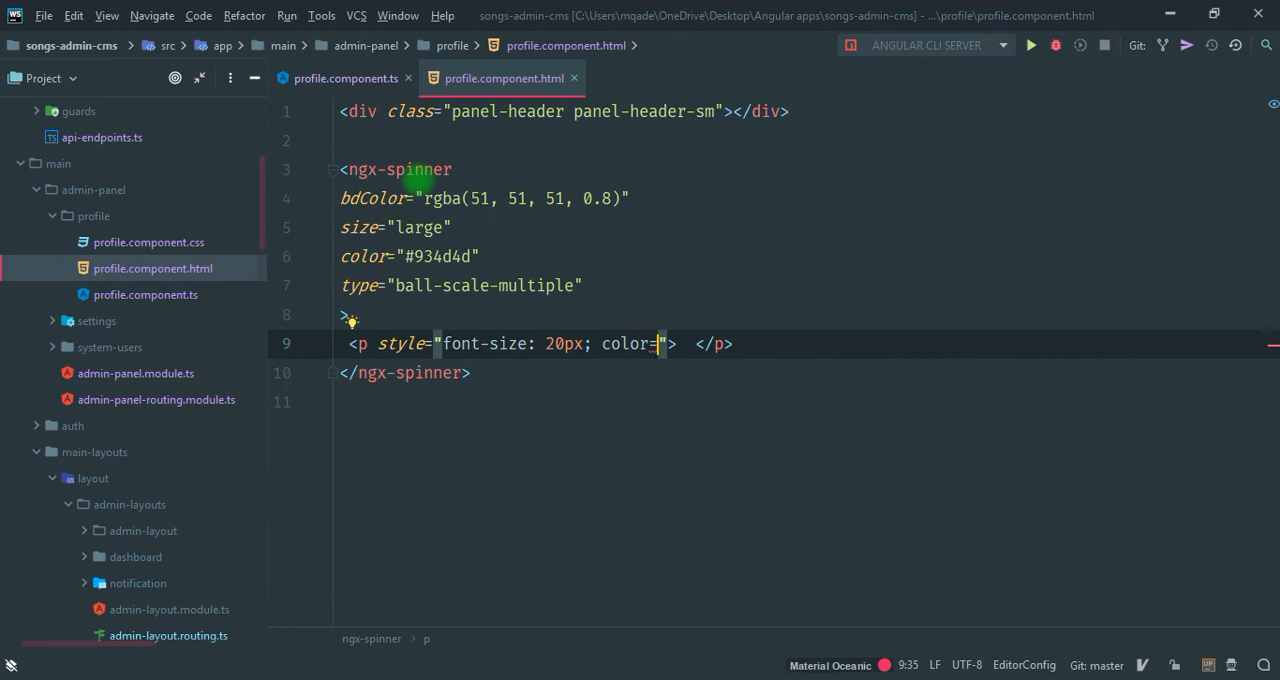 WS File Edit View Navigate Code Refactor Run Tools VCS Window Help songs-admin-cms [C:\Users\mqade\OneDrive\Desktop\Angular apps\songs-admin-cms] - ...\profile\profile.component.html
songs-admin-cms src app main admin-panel profile profile.component.html ANGULAR CLI SERVER Git:
Project profile.component.ts profile.component.html
guards
TS api-endpoints.ts
main
admin-panel
profile
profile.component.css
profile.component.html
profile.component.ts
settings
system-users
admin-panel.module.ts
admin-panel-routing.module.ts
auth
main-layouts
layout
admin-layouts
admin-layout
dashboard
notification
admin-layout.module.ts
admin-layout.routing.ts
1 <div class="panel-header panel-header-sm"></div>
2
3 <ngx-spinner
4 bdColor="rgba(51, 51, 51, 0.8)"
5 size="large"
6 color="#934d4d"
7 type="ball-scale-multiple"
8 >
9 <p style="font-size: 20px; color="> </p>
10 </ngx-spinner>
11
ngx-spinner p
Material Oceanic 9:35 LF UTF-8 EditorConfig Git: master UP